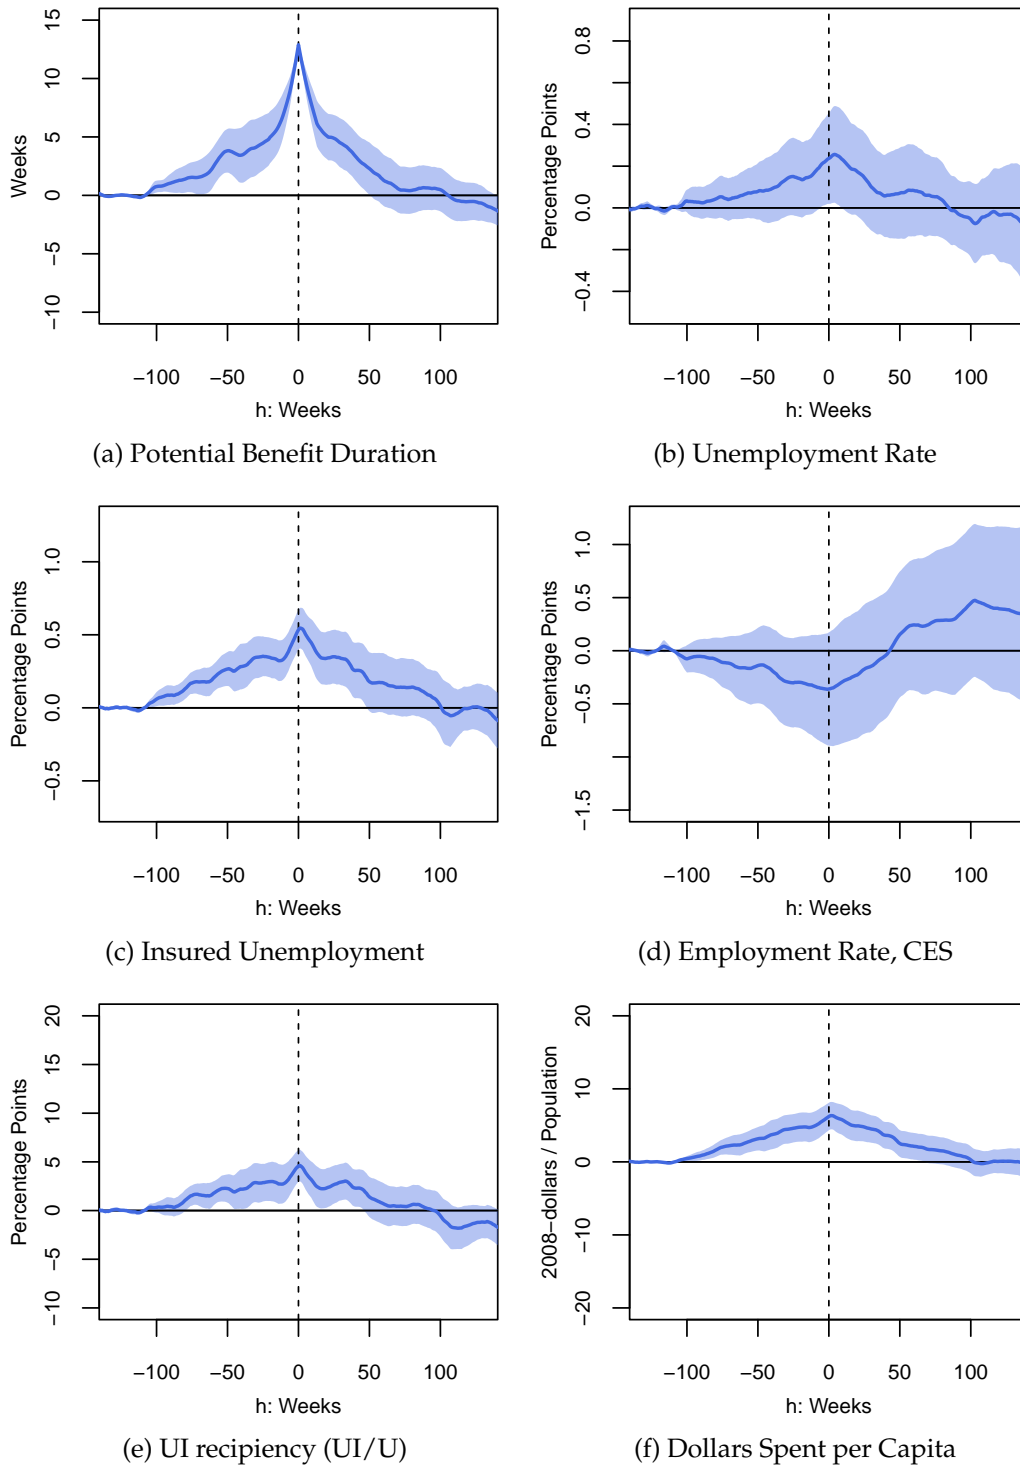 15
10
5
0
−5
−10
Weeks
−100 −50 0 50 100
h: Weeks
(a) Potential Benefit Duration
0.8
0.4
0.0
−0.4
Percentage Points
−100 −50 0 50 100
h: Weeks
(b) Unemployment Rate
1.0
0.5
0.0
−0.5
Percentage Points
−100 −50 0 50 100
h: Weeks
(c) Insured Unemployment
1.0
0.5
0.0
−0.5
−1.5
Percentage Points
−100 −50 0 50 100
h: Weeks
(d) Employment Rate, CES
20
15
10
5
0
−5
−10
Percentage Points
−100 −50 0 50 100
h: Weeks
(e) UI recipiency (UI/U)
20
10
0
−10
−20
2008−dollars / Population
−100 −50 0 50 100
h: Weeks
(f) Dollars Spent per Capita